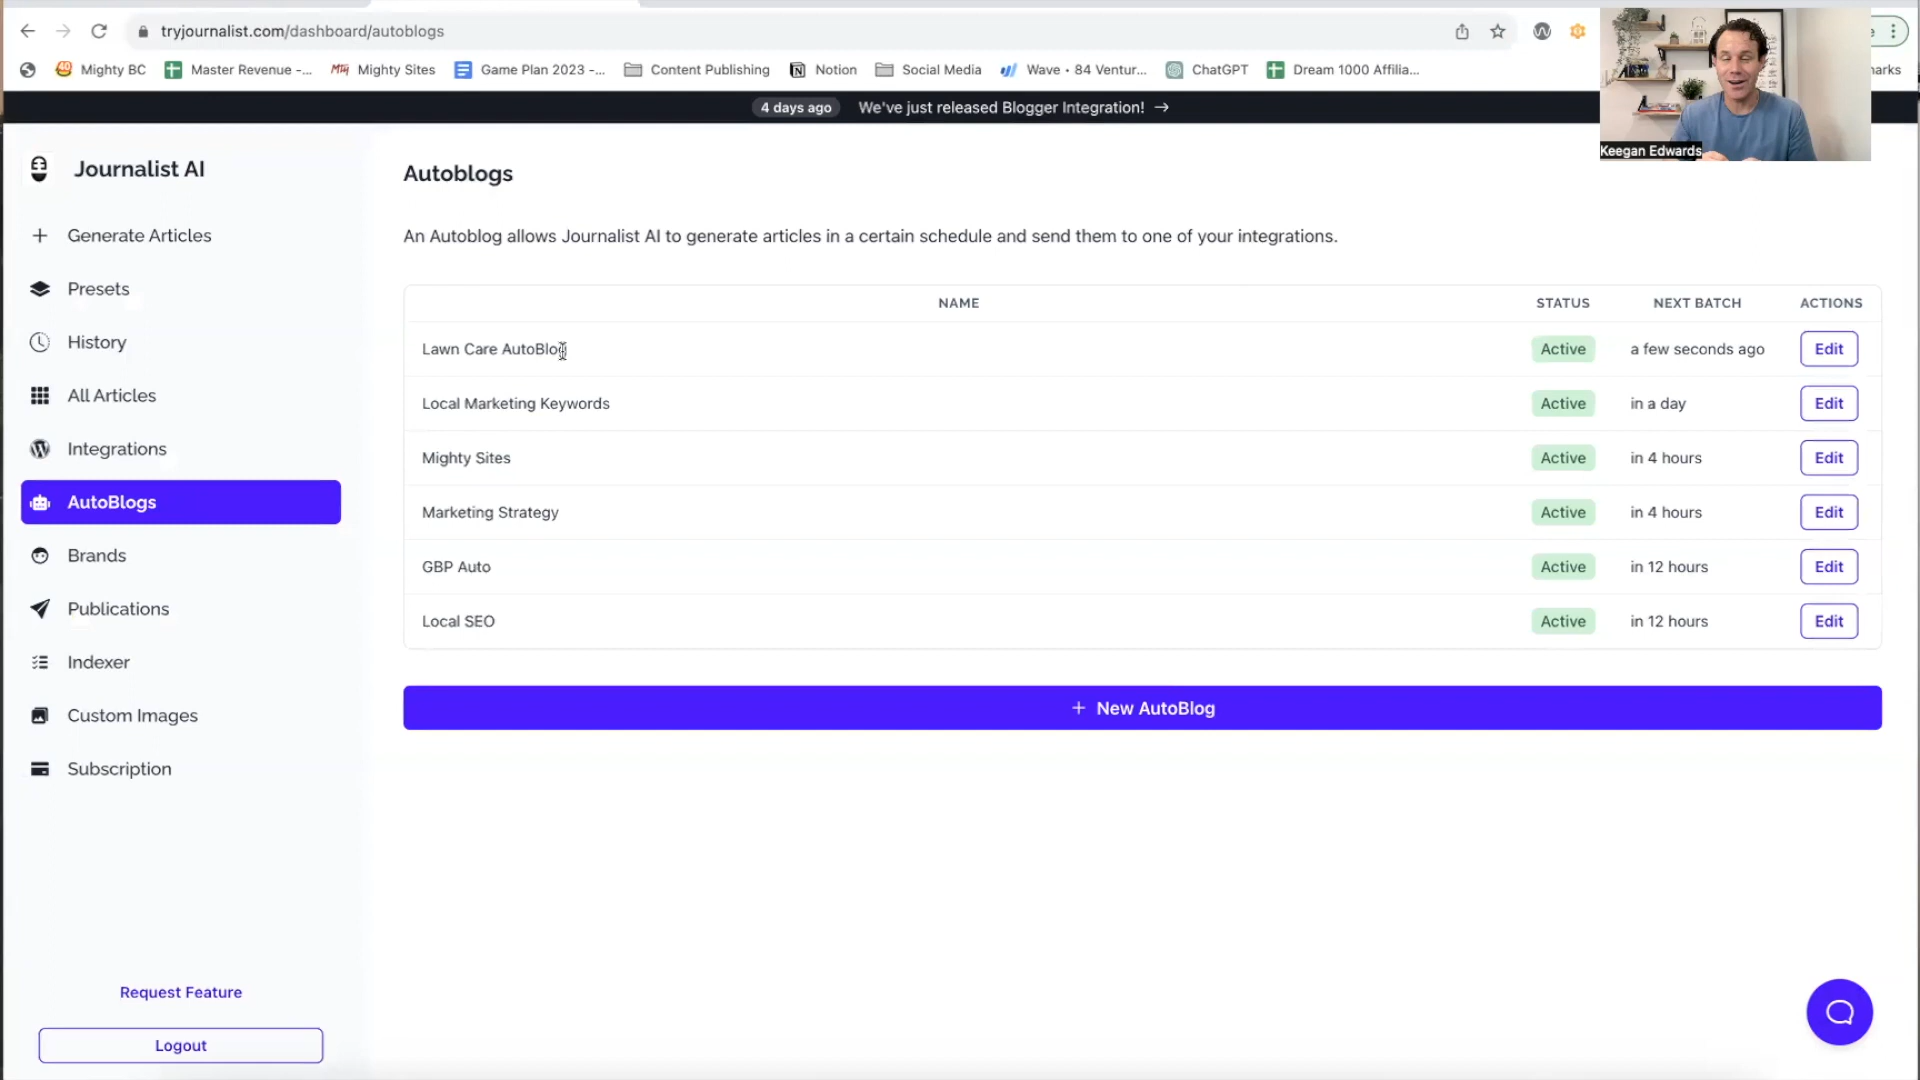 tryjournalist.com/dashboard/autoblogs
Mighty BC
Master Revenue -...
Mighty Sites
Game Plan 2023 -...
Content Publishing
Notion
Social Media
Wave • 84 Ventur...
ChatGPT
Dream 1000 Affilia...
4 days ago We've just released Blogger Integration! →
Keegan Edwards
Journalist AI
Generate Articles
Presets
History
All Articles
Integrations
AutoBlogs
Brands
Publications
Indexer
Custom Images
Subscription
Request Feature
Logout
Autoblogs
An Autoblog allows Journalist AI to generate articles in a certain schedule and send them to one of your integrations.
NAME STATUS NEXT BATCH ACTIONS
Lawn Care AutoBlog Active a few seconds ago Edit
Local Marketing Keywords Active in a day Edit
Mighty Sites Active in 4 hours Edit
Marketing Strategy Active in 4 hours Edit
GBP Auto Active in 12 hours Edit
Local SEO Active in 12 hours Edit
+ New AutoBlog